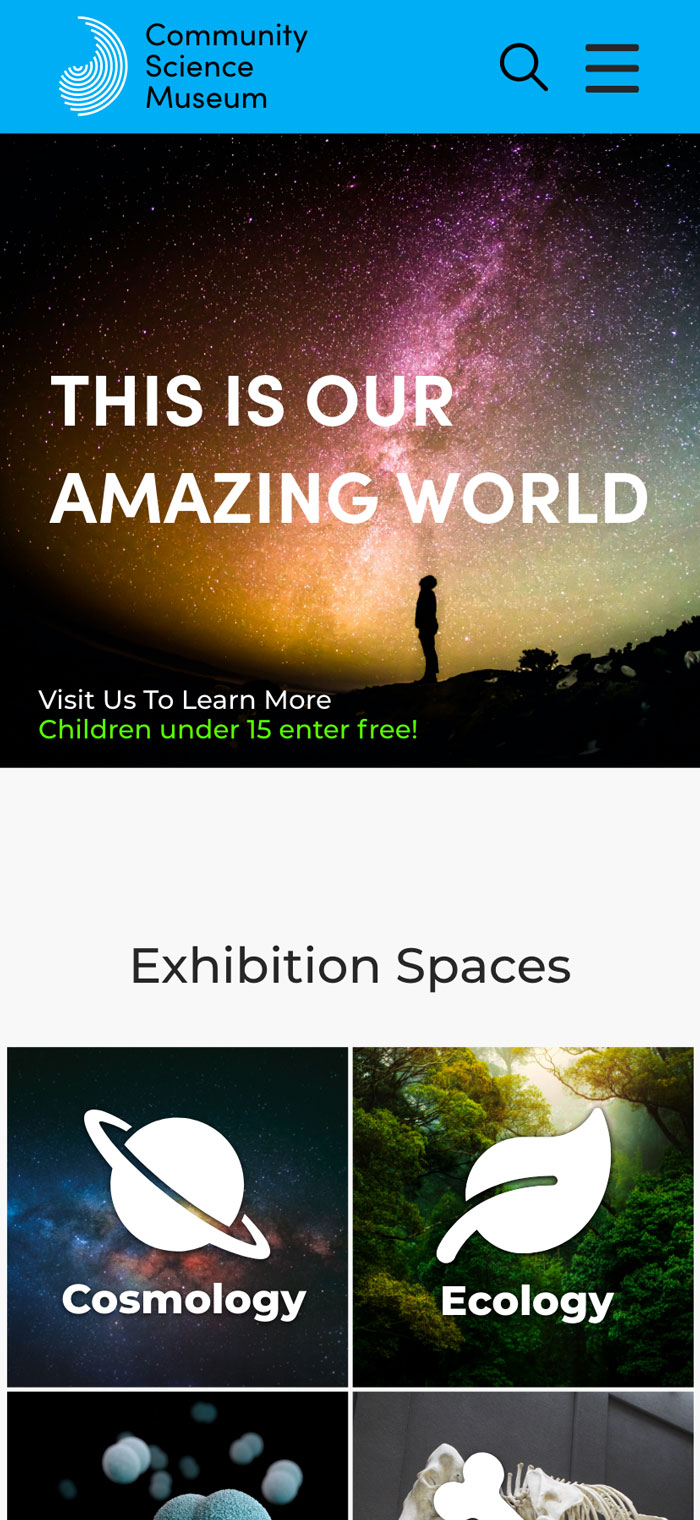 Community
Science
Museum
THIS IS OUR
AMAZING WORLD
Visit Us To Learn More
Children under 15 enter free!
Exhibition Spaces
Cosmology
Ecology